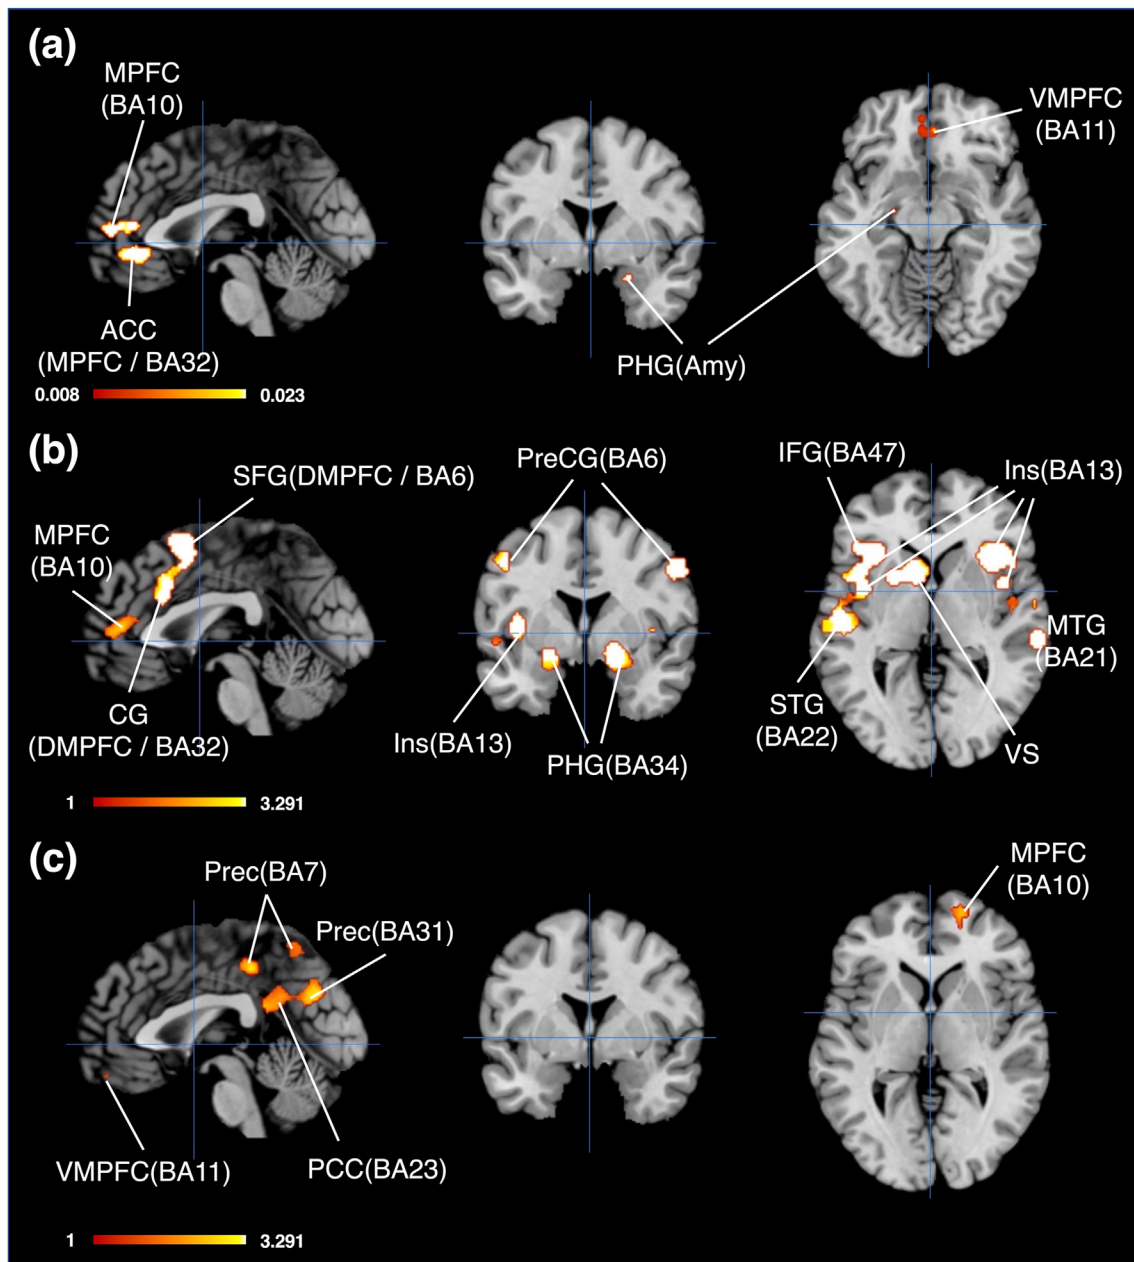 (a)
MPFC
(BA10)
VMPFC
(BA11)
ACC
(MPFC / BA32)
PHG(Amy)
0.008
0.023
(b)
SFG(DMPFC / BA6)
MPFC
(BA10)
CG
(DMPFC / BA32)
PreCG(BA6)
Ins(BA13)
PHG(BA34)
IFG(BA47)
Ins(BA13)
MTG
(BA21)
STG
(BA22)
VS
1
3.291
(c)
Prec(BA7)
Prec(BA31)
MPFC
(BA10)
VMPFC(BA11)
PCC(BA23)
1
3.291